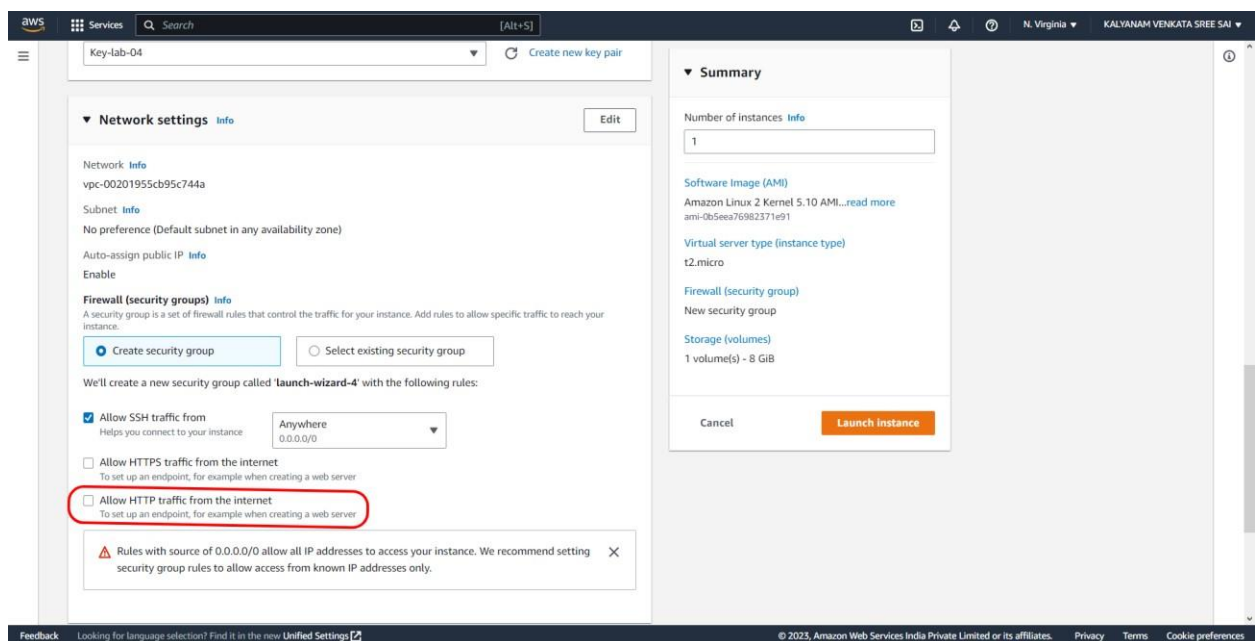 aws Services Search [Alt+S] N. Virginia KALYANAM VENKATA SREE SAI
Key-lab-04
Create new key pair
Network settings Info
Edit
Network Info
vpc-00201955cb95c744a
Subnet Info
No preference (Default subnet in any availability zone)
Auto-assign public IP Info
Enable
Firewall (security groups) Info
A security group is a set of firewall rules that control the traffic for your instance. Add rules to allow specific traffic to reach your
instance.
Create security group
Select existing security group
We'll create a new security group called 'launch-wizard-4' with the following rules:
Allow SSH traffic from
Helps you connect to your instance
Anywhere
0.0.0.0/0
Allow HTTPS traffic from the internet
To set up an endpoint, for example when creating a web server
Allow HTTP traffic from the internet
To set up an endpoint, for example when creating a web server
Rules with source of 0.0.0.0/0 allow all IP addresses to access your instance. We recommend setting
security group rules to allow access from known IP addresses only.
Summary
Number of instances Info
1
Software Image (AMI)
Amazon Linux 2 Kernel 5.10 AMI...read more
ami-0b5eea76982371e91
Virtual server type (instance type)
t2.micro
Firewall (security group)
New security group
Storage (volumes)
1 volume(s) - 8 GiB
Cancel
Launch instance
Feedback Looking for language selection? Find it in the new Unified Settings © 2023, Amazon Web Services India Private Limited or its affiliates. Privacy Terms Cookie preferences